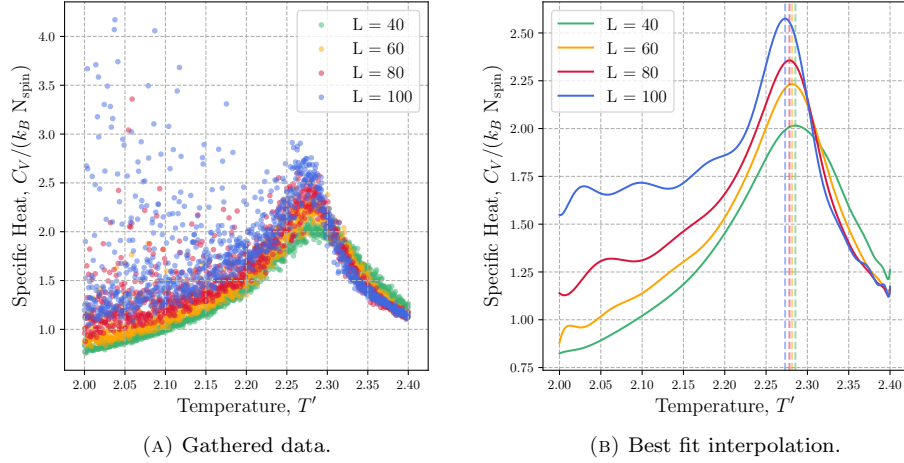 L = 40
L = 60
L = 80
L = 100
Specific Heat, C_V/(k_B N_spin)
4.0
3.5
3.0
2.5
2.0
1.5
1.0
2.00 2.05 2.10 2.15 2.20 2.25 2.30 2.35 2.40
Temperature, T′
(A) Gathered data.
L = 40
L = 60
L = 80
L = 100
Specific Heat, C_V/(k_B N_spin)
2.50
2.25
2.00
1.75
1.50
1.25
1.00
0.75
2.00 2.05 2.10 2.15 2.20 2.25 2.30 2.35 2.40
Temperature, T′
(B) Best fit interpolation.